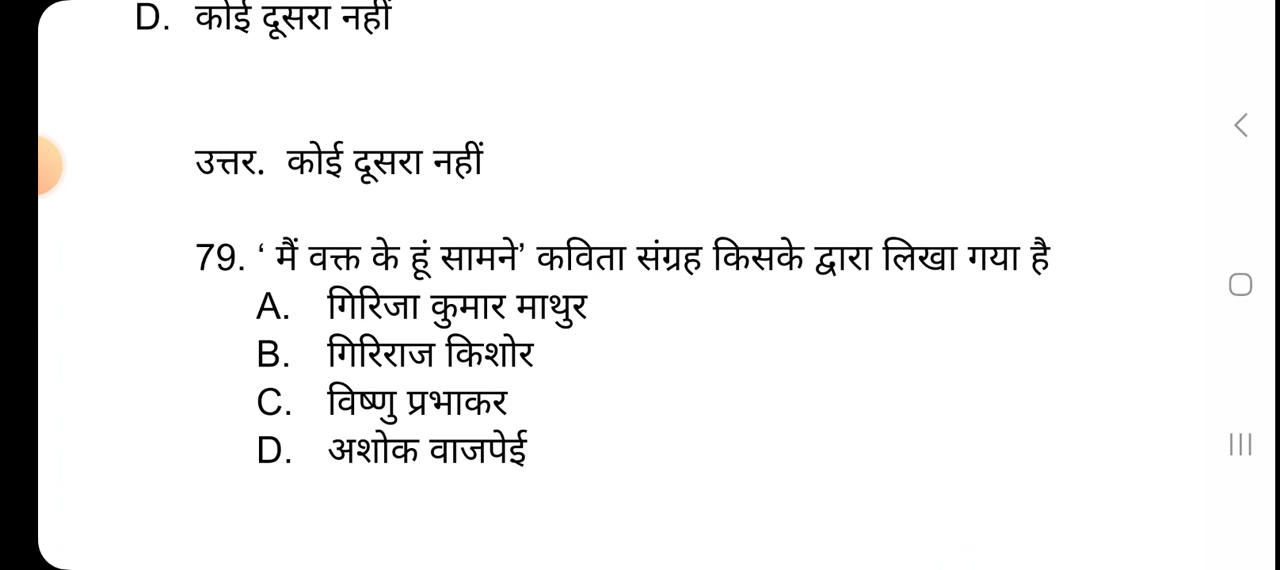 D. कोई दूसरा नहीं
उत्तर. कोई दूसरा नहीं
79. ‘ मैं वक्त के हूं सामने’ कविता संग्रह किसके द्वारा लिखा गया है
A. गिरिजा कुमार माथुर
B. गिरिराज किशोर
C. विष्णु प्रभाकर
D. अशोक वाजपेई